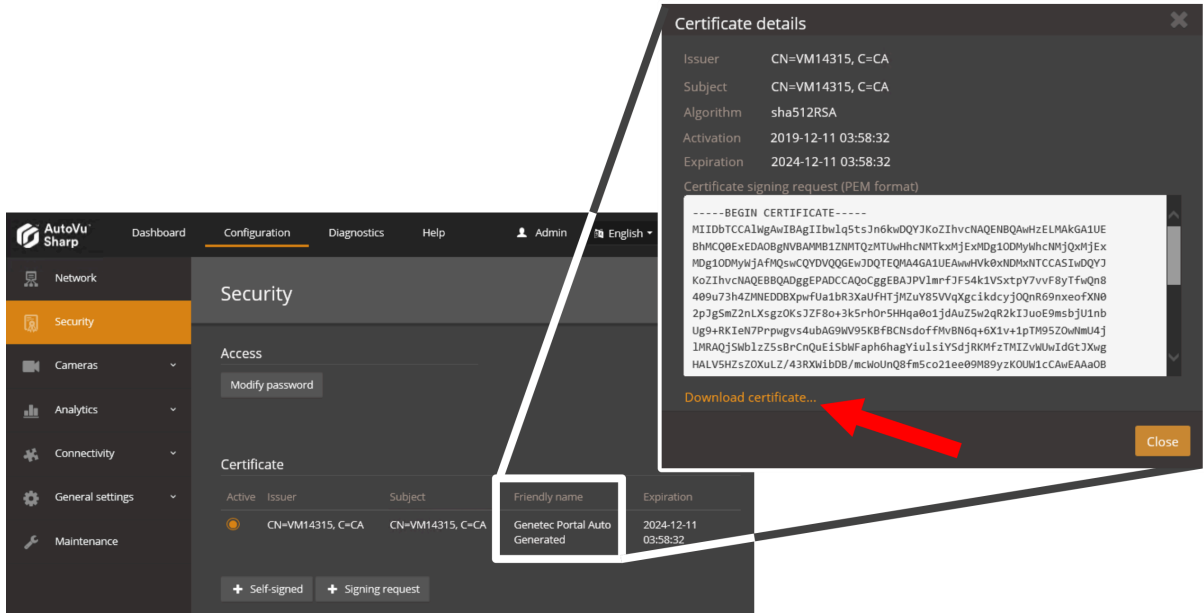 AutoVu
Sharp
Dashboard
Configuration
Diagnostics
Help
Admin
English
Network
Security
Cameras
Analytics
Connectivity
General settings
Maintenance
Security
Access
Modify password
Certificate
Active Issuer Subject Friendly name Expiration
CN=VM14315, C=CA CN=VM14315, C=CA Genetec Portal Auto 2024-12-11
Generated 03:58:32
+ Self-signed + Signing request
Certificate details
Issuer CN=VM14315, C=CA
Subject CN=VM14315, C=CA
Algorithm sha512RSA
Activation 2019-12-11 03:58:32
Expiration 2024-12-11 03:58:32
Certificate signing request (PEM format)
-----BEGIN CERTIFICATE-----
MIIDbTCCAlWgAwIBAgIIbwlq5tsJn6kwDQYJKoZIhvcNAQENBQAwHzELMAkGA1UE
BhMCQ0ExEDAOBgNVBAMMB1ZNMTQzMTUwHhcNMTkxMjExMDg1ODMyWhcNMjQxMjEx
MDg1ODMyWjAfMQswCQYDVQQGEwJDQTEQMA4GA1UEAwwHVk0xNDMxNTCCASIwDQYJ
KoZIhvcNAQEBBQADggEPADCCAQoCggEBAJPVlmrfJF54k1VSxtpY7vvF8yTfwQn8
409u73h4ZMNEDDBXpwfUa1bR3XaUfHTjMZuY85VVqXgcikdcyjOQnR69nxeofXN0
2pJgSmZ2nLXsgzOKsJZF8o+3k5rhOr5HHqa0o1jdAuZ5w2qR2kIJuoE9msbjU1nb
Ug9+RKIeN7Prpwgvs4ubAG9WV95KBfBCNsdoffMvBN6q+6X1v+1pTM95ZOwNmU4j
lMRAQjSWblzZ5sBrCnQuEiSbWFaph6hagYiulsiYSdjRKMfzTMIZvWUwIdGtJXwg
HALV5HZsZOXuLZ/43RXWibDB/mcWoUnQ8fm5co21ee09M89yzKOUW1cCAwEAAaOB
Download certificate...
Close